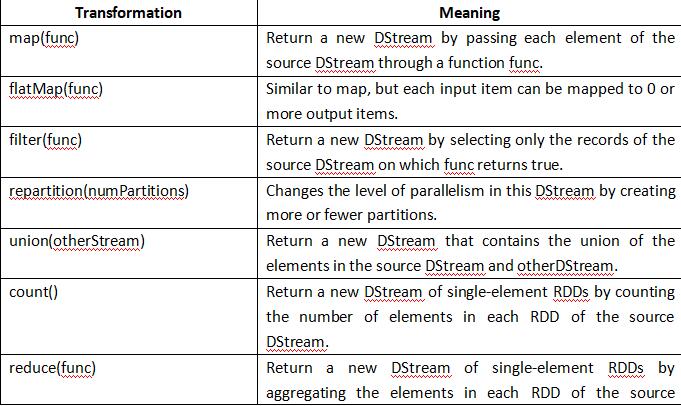 Transformation Meaning
map(func) Return a new DStream by passing each element of the
source DStream through a function func.
flatMap(func) Similar to map, but each input item can be mapped to 0 or
more output items.
filter(func) Return a new DStream by selecting only the records of the
source DStream on which func returns true.
repartition(numPartitions) Changes the level of parallelism in this DStream by creating
more or fewer partitions.
union(otherStream) Return a new DStream that contains the union of the
elements in the source DStream and otherDStream.
count() Return a new DStream of single-element RDDs by counting
the number of elements in each RDD of the source
DStream.
reduce(func) Return a new DStream of single-element RDDs by
aggregating the elements in each RDD of the source